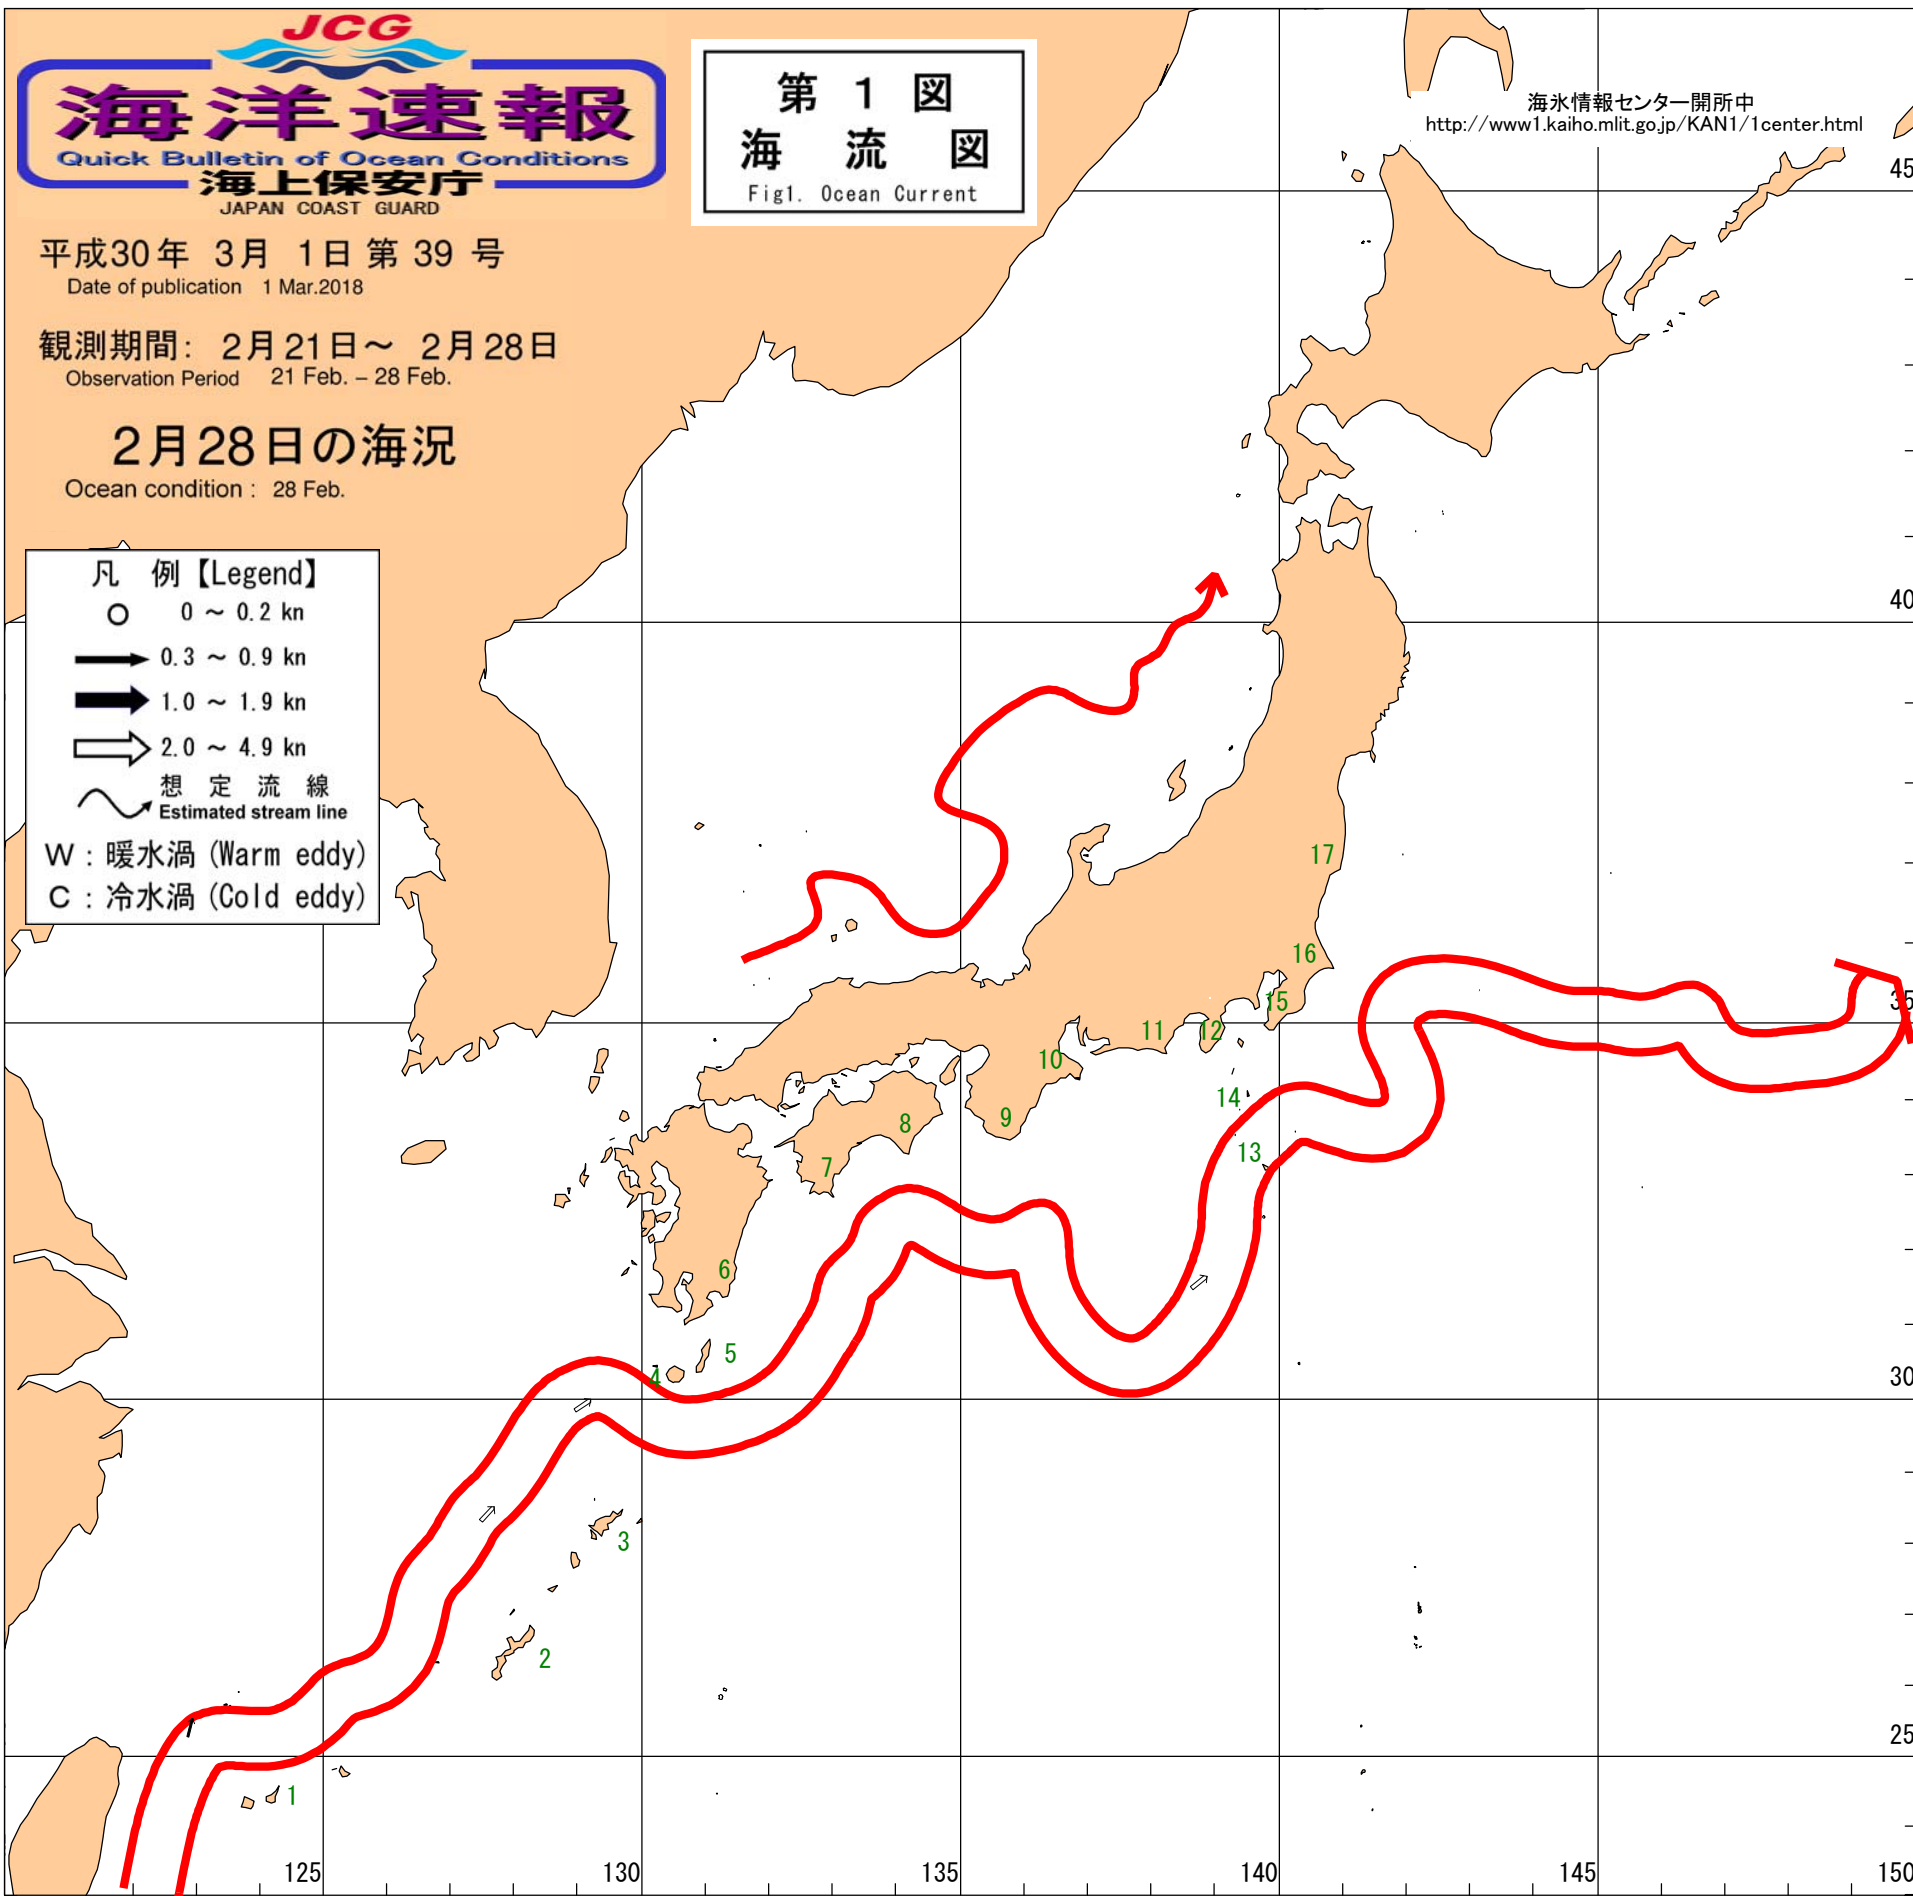 JCG
海洋速報
Quick Bulletin of Ocean Conditions
海上保安庁
JAPAN COAST GUARD
平成30年 3月 1日 第 39 号
Date of publication 1 Mar.2018
観測期間: 2月21日～ 2月28日
Observation Period 21 Feb. – 28 Feb.
2月28日の海況
Ocean condition : 28 Feb.
第 1 図
海 流 図
Fig1. Ocean Current
海氷情報センター開所中
http://www1.kaiho.mlit.go.jp/KAN1/1center.html
凡 例【Legend】
0 ～ 0.2 kn
0.3 ～ 0.9 kn
1.0 ～ 1.9 kn
2.0 ～ 4.9 kn
想 定 流 線
Estimated stream line
W : 暖水渦 (Warm eddy)
C : 冷水渦 (Cold eddy)
45
40
35
30
25
17
16
15
11
12
10
14
9
8
13
7
6
5
4
3
2
1
125
130
135
140
145
150